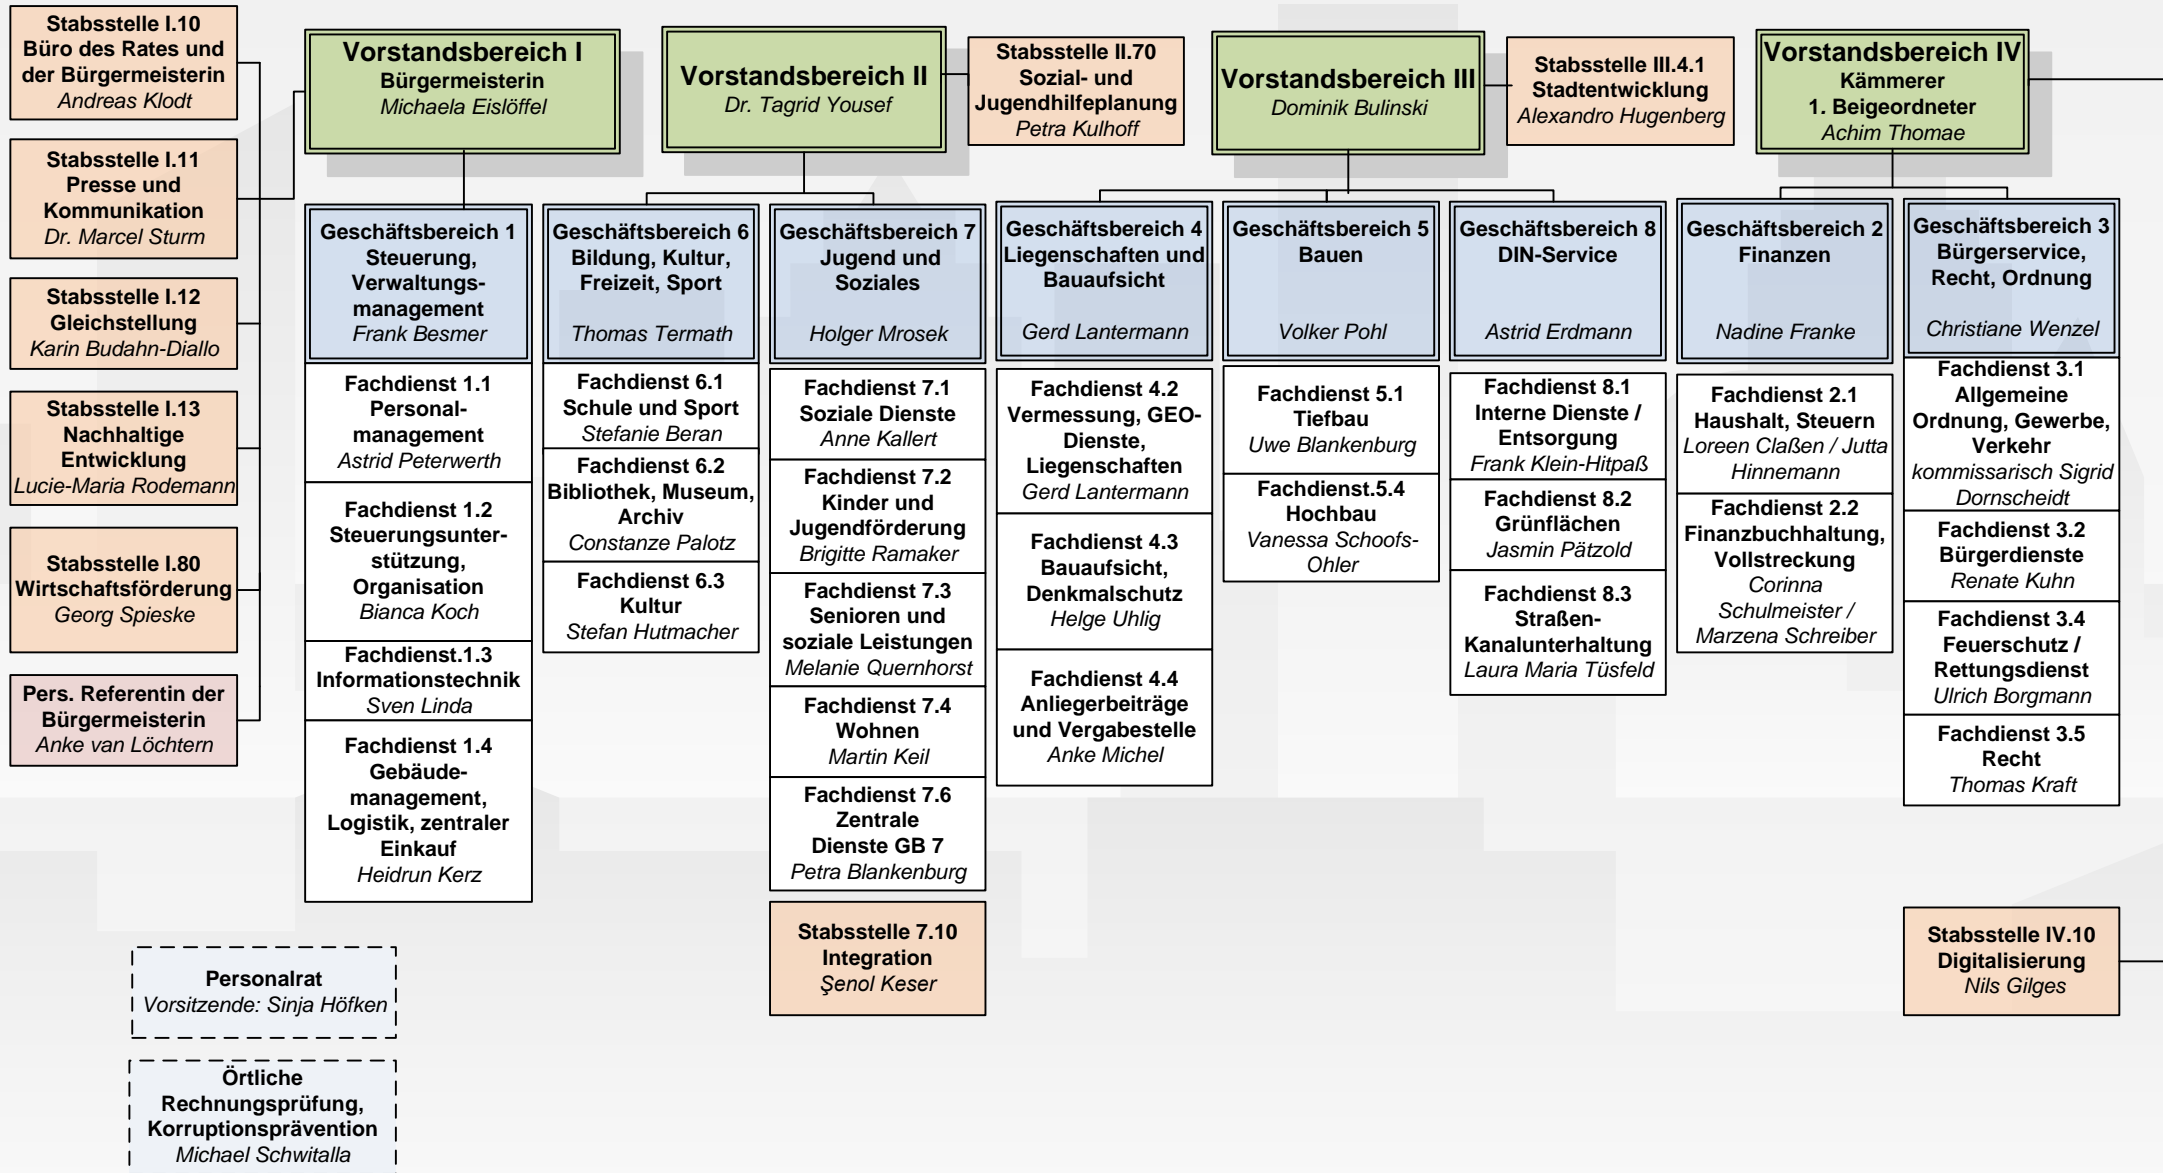 Stabsstelle I.10
Büro des Rates und
der Bürgermeisterin
Andreas Klodt
Stabsstelle I.11
Presse und
Kommunikation
Dr. Marcel Sturm
Stabsstelle I.12
Gleichstellung
Karin Budahn-Diallo
Stabsstelle I.13
Nachhaltige
Entwicklung
Lucie-Maria Rodemann
Stabsstelle I.80
Wirtschaftsförderung
Georg Spieske
Pers. Referentin der
Bürgermeisterin
Anke van Löchtern
Vorstandsbereich I
Bürgermeisterin
Michaela Eislöffel
Vorstandsbereich II
Dr. Tagrid Yousef
Stabsstelle II.70
Sozial- und
Jugendhilfeplanung
Petra Kulhoff
Vorstandsbereich III
Dominik Bulinski
Stabsstelle III.4.1
Stadtentwicklung
Alexandro Hugenberg
Vorstandsbereich IV
Kämmerer
1. Beigeordneter
Achim Thomae
Geschäftsbereich 1
Steuerung,
Verwaltungs-
management
Frank Besmer
Fachdienst 1.1
Personal-
management
Astrid Peterwerth
Fachdienst 1.2
Steuerungsunter-
stützung,
Organisation
Bianca Koch
Fachdienst.1.3
Informationstechnik
Sven Linda
Fachdienst 1.4
Gebäude-
management,
Logistik, zentraler
Einkauf
Heidrun Kerz
Geschäftsbereich 6
Bildung, Kultur,
Freizeit, Sport
Thomas Termath
Fachdienst 6.1
Schule und Sport
Stefanie Beran
Fachdienst 6.2
Bibliothek, Museum,
Archiv
Constanze Palotz
Fachdienst 6.3
Kultur
Stefan Hutmacher
Geschäftsbereich 7
Jugend und
Soziales
Holger Mrosek
Fachdienst 7.1
Soziale Dienste
Anne Kallert
Fachdienst 7.2
Kinder und
Jugendförderung
Brigitte Ramaker
Fachdienst 7.3
Senioren und
soziale Leistungen
Melanie Quernhorst
Fachdienst 7.4
Wohnen
Martin Keil
Fachdienst 7.6
Zentrale
Dienste GB 7
Petra Blankenburg
Stabsstelle 7.10
Integration
Şenol Keser
Geschäftsbereich 4
Liegenschaften und
Bauaufsicht
Gerd Lantermann
Fachdienst 4.2
Vermessung, GEO-
Dienste,
Liegenschaften
Gerd Lantermann
Fachdienst 4.3
Bauaufsicht,
Denkmalschutz
Helge Uhlig
Fachdienst 4.4
Anliegerbeiträge
und Vergabestelle
Anke Michel
Geschäftsbereich 5
Bauen
Volker Pohl
Fachdienst 5.1
Tiefbau
Uwe Blankenburg
Fachdienst.5.4
Hochbau
Vanessa Schoofs-
Ohler
Geschäftsbereich 8
DIN-Service
Astrid Erdmann
Fachdienst 8.1
Interne Dienste /
Entsorgung
Frank Klein-Hitpaß
Fachdienst 8.2
Grünflächen
Jasmin Pätzold
Fachdienst 8.3
Straßen-
Kanalunterhaltung
Laura Maria Tüsfeld
Geschäftsbereich 2
Finanzen
Nadine Franke
Fachdienst 2.1
Haushalt, Steuern
Loreen Claßen / Jutta
Hinnemann
Fachdienst 2.2
Finanzbuchhaltung,
Vollstreckung
Corinna
Schulmeister /
Marzena Schreiber
Geschäftsbereich 3
Bürgerservice,
Recht, Ordnung
Christiane Wenzel
Fachdienst 3.1
Allgemeine
Ordnung, Gewerbe,
Verkehr
kommissarisch Sigrid
Dornscheidt
Fachdienst 3.2
Bürgerdienste
Renate Kuhn
Fachdienst 3.4
Feuerschutz /
Rettungsdienst
Ulrich Borgmann
Fachdienst 3.5
Recht
Thomas Kraft
Stabsstelle IV.10
Digitalisierung
Nils Gilges
Personalrat
Vorsitzende: Sinja Höfken
Örtliche
Rechnungsprüfung,
Korruptionsprävention
Michael Schwitalla